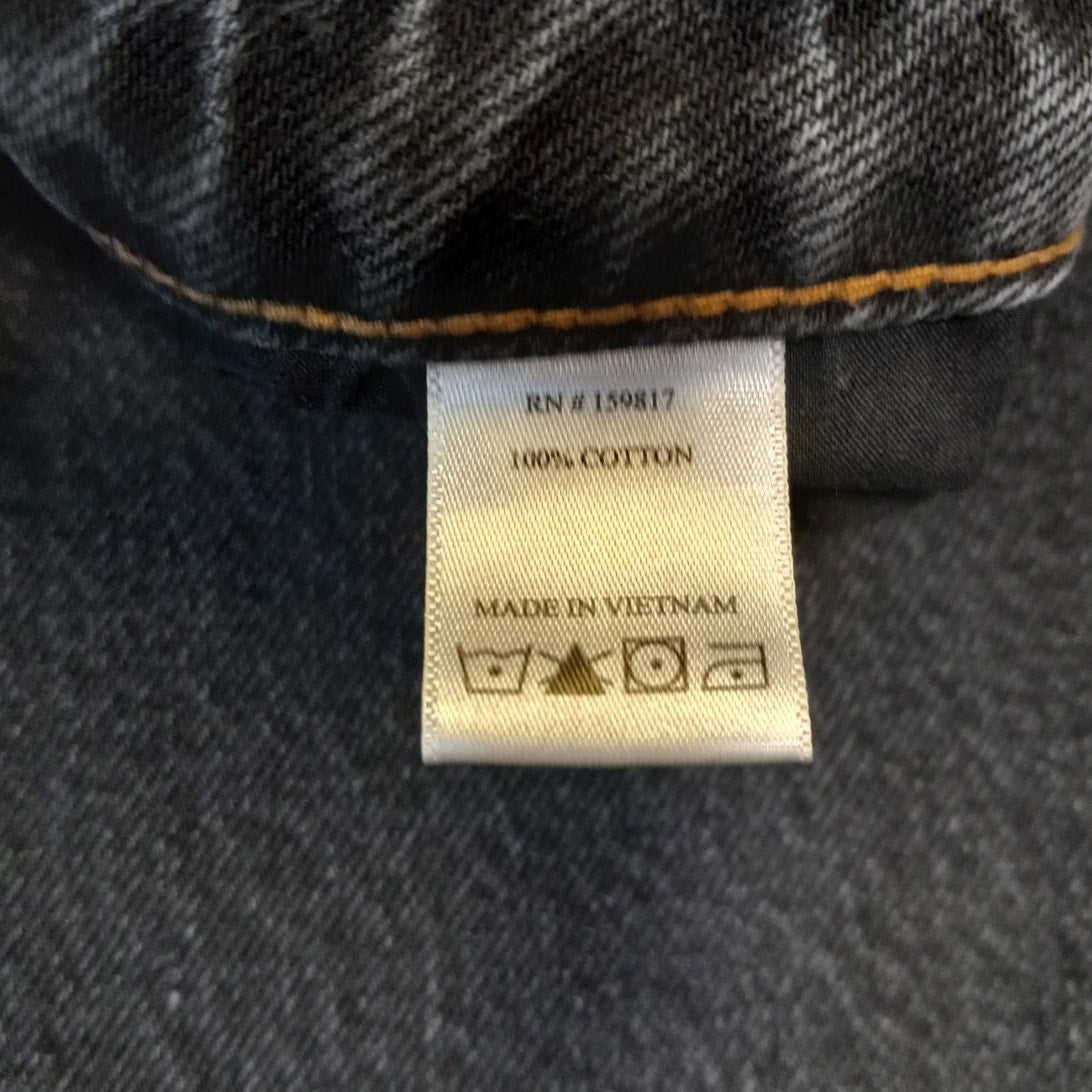 RN # 159817
100% COTTON
MADE IN VIETNAM